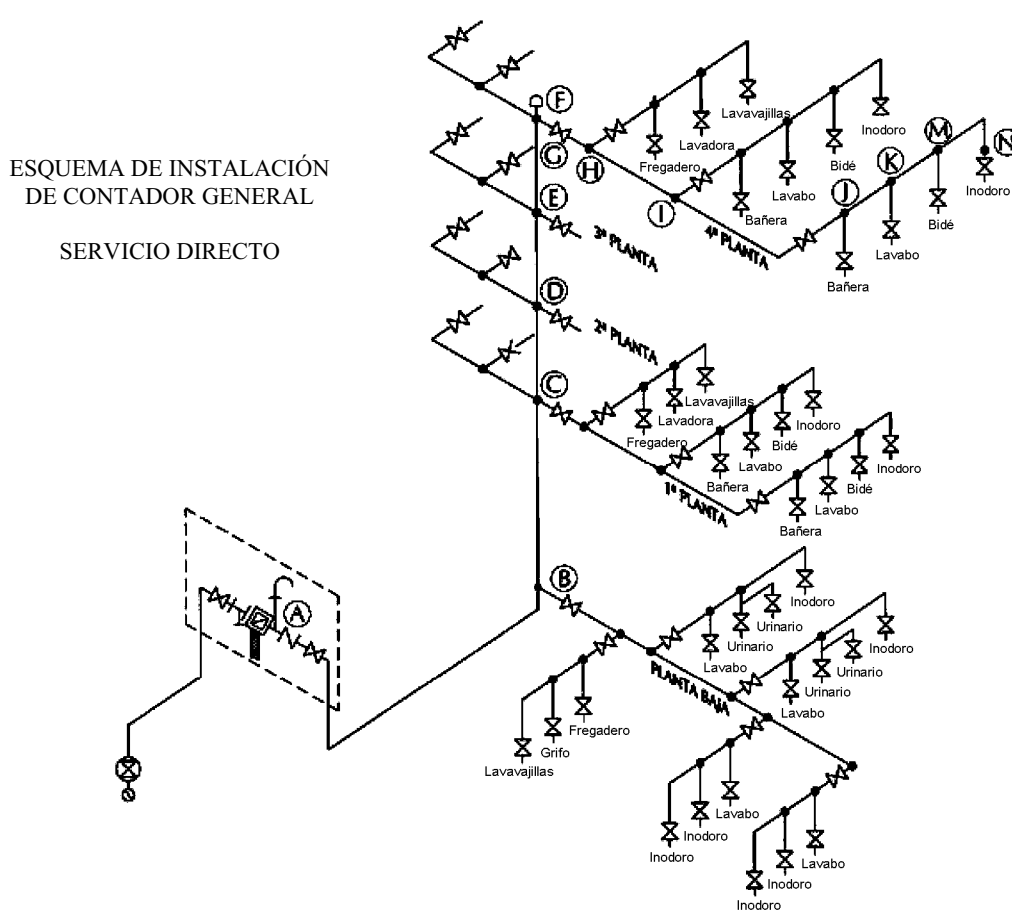 ESQUEMA DE INSTALACIÓN
DE CONTADOR GENERAL
SERVICIO DIRECTO
F
Lavavajillas
Lavadora
Fregadero
G
H
Inodoro
Bidé
Lavabo
Bañera
M
N
Inodoro
K
Bidé
J
Lavabo
Bañera
I
4ª PLANTA
E
3ª PLANTA
D
2ª PLANTA
C
Lavavajillas
Lavadora
Fregadero
Inodoro
Bidé
Lavabo
Bañera
Inodoro
Bidé
Lavabo
Bañera
1ª PLANTA
B
A
Inodoro
Urinario
Urinario
Lavabo
Inodoro
Urinario
Urinario
Lavabo
PLANTA BAJA
Fregadero
Grifo
Lavavajillas
Lavabo
Inodoro
Inodoro
Lavabo
Inodoro
Inodoro